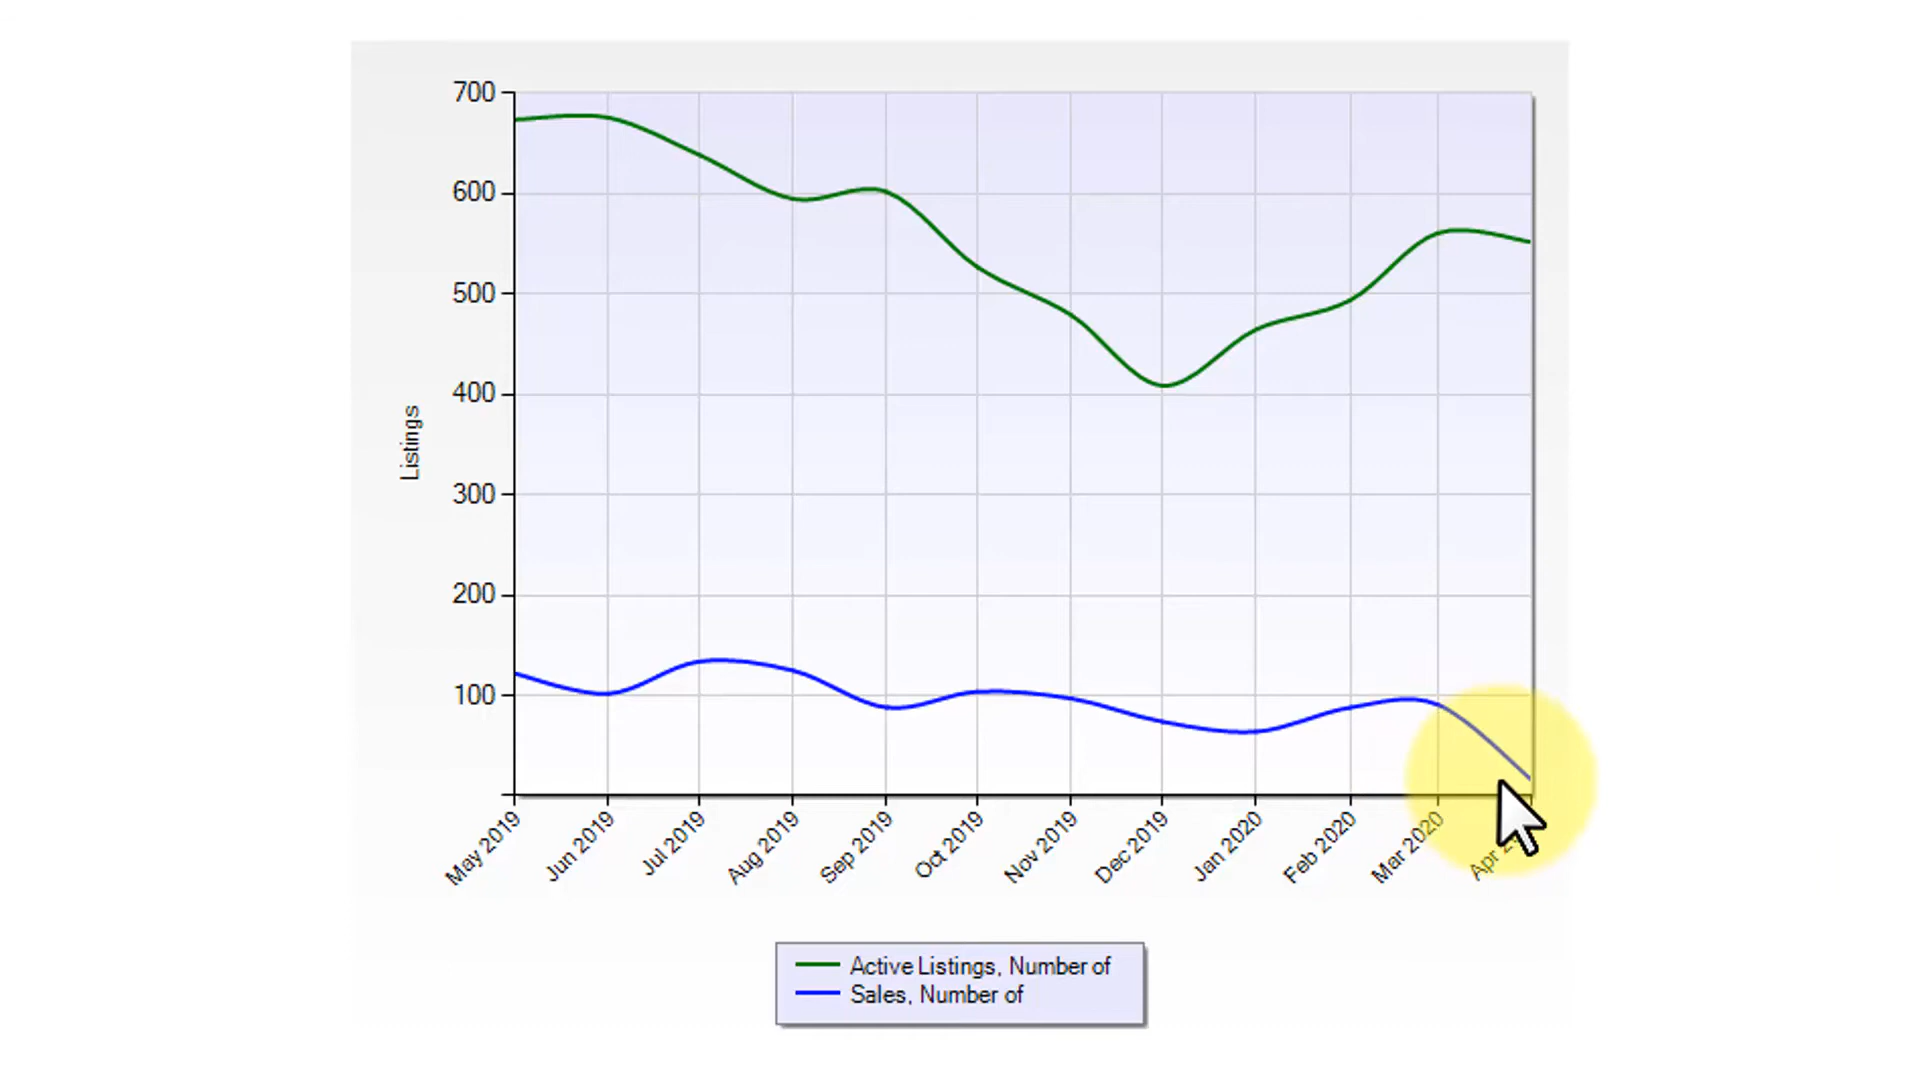 700
600
500
400
300
200
100
Listings
May 2019
Jun 2019
Jul 2019
Aug 2019
Sep 2019
Oct 2019
Nov 2019
Dec 2019
Jan 2020
Feb 2020
Mar 2020
Apr
Active Listings, Number of
Sales, Number of